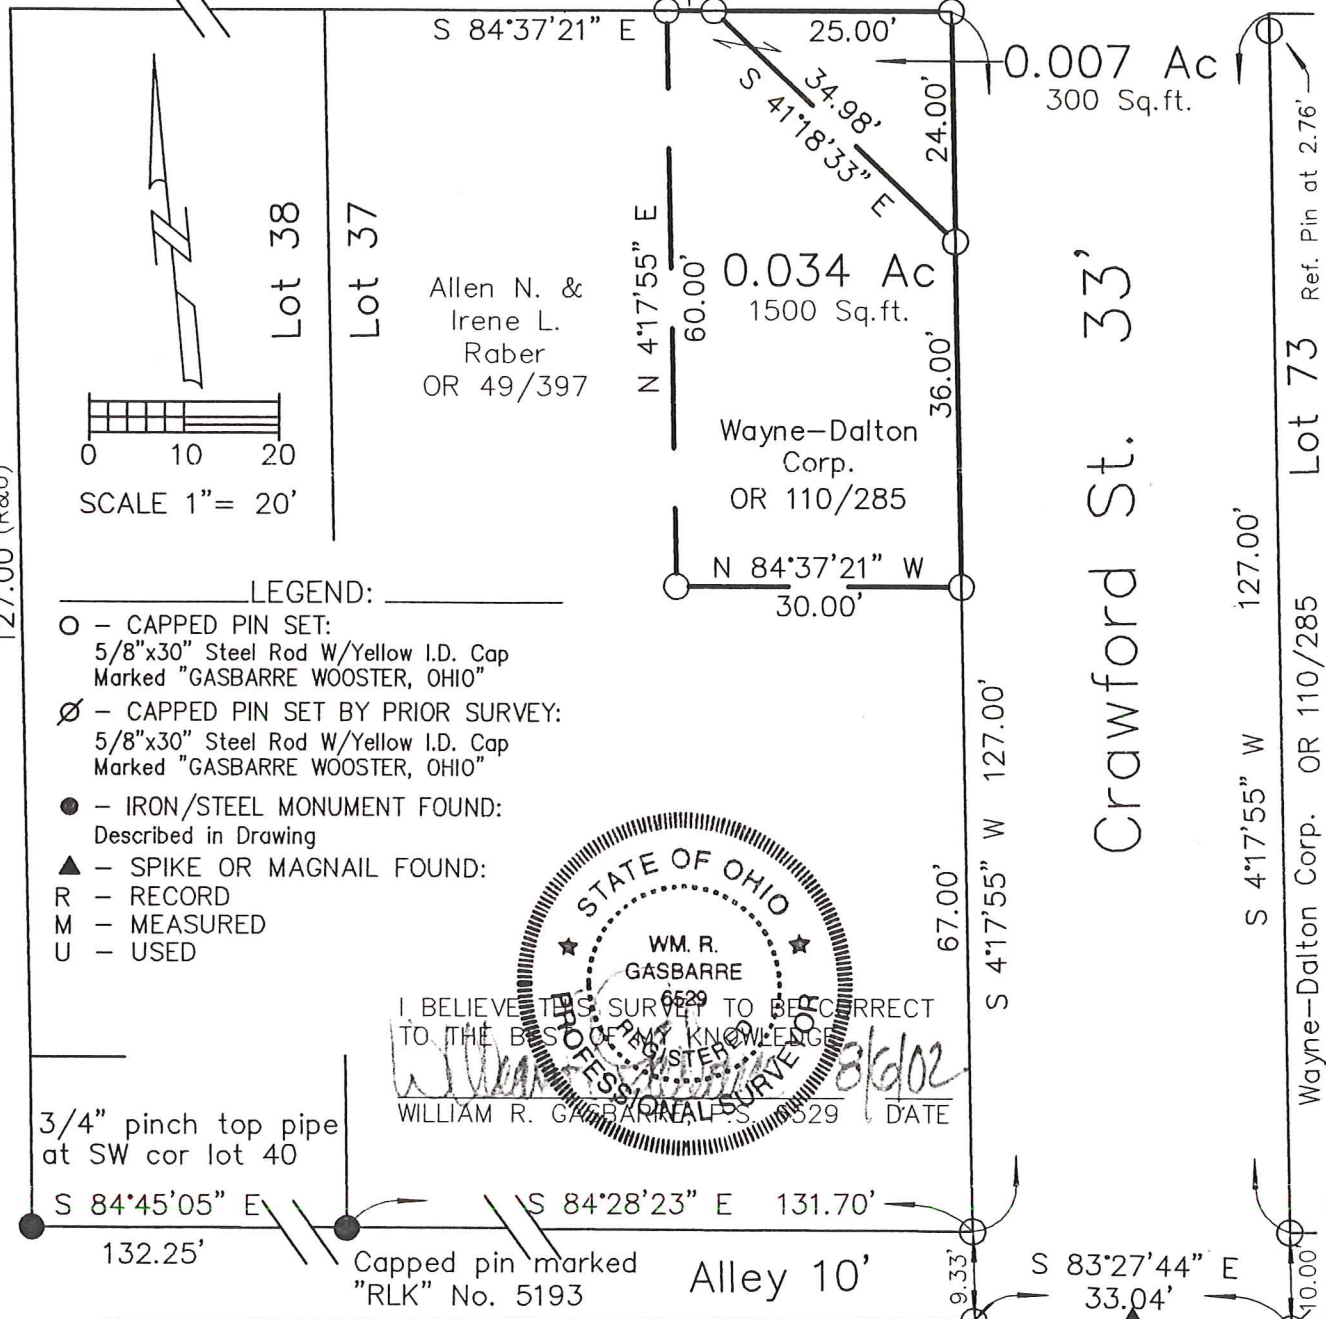 S 84°37'21" E
25.00'
0.007 Ac
300 Sq.ft.
34.98'
S 41°18'33" E
24.00'
Ref. Pin at 2.76'
Lot 38
Lot 37
Allen N. &
Irene L.
Raber
OR 49/397
N 4°17'55" E
60.00'
0.034 Ac
1500 Sq.ft.
36.00'
Wayne-Dalton
Corp.
OR 110/285
N 84°37'21" W
30.00'
0 10 20
SCALE 1"= 20'
127.00 (R&U)
Crawford St. 33'
Lot 73
127.00'
S 4°17'55" W
Wayne-Dalton Corp. OR 110/285
LEGEND:
O - CAPPED PIN SET:
5/8"x30" Steel Rod W/Yellow I.D. Cap
Marked "GASBARRE WOOSTER, OHIO"
Ø - CAPPED PIN SET BY PRIOR SURVEY:
5/8"x30" Steel Rod W/Yellow I.D. Cap
Marked "GASBARRE WOOSTER, OHIO"
● - IRON/STEEL MONUMENT FOUND:
Described in Drawing
▲ - SPIKE OR MAGNAIL FOUND:
R - RECORD
M - MEASURED
U - USED
67.00'
S 4°17'55" W 127.00'
STATE OF OHIO
WM. R.
GASBARRE
6529
REGISTERED
PROFESSIONAL SURVEYOR
I BELIEVE THIS SURVEY TO BE CORRECT
TO THE BEST OF MY KNOWLEDGE
8/6/02
WILLIAM R. GASBARRE, P.S. 6529 DATE
3/4" pinch top pipe
at SW cor lot 40
S 84°45'05" E
132.25'
S 84°28'23" E 131.70'
Capped pin marked
"RLK" No. 5193
Alley 10'
9.33'
S 83°27'44" E
33.04'
10.00'